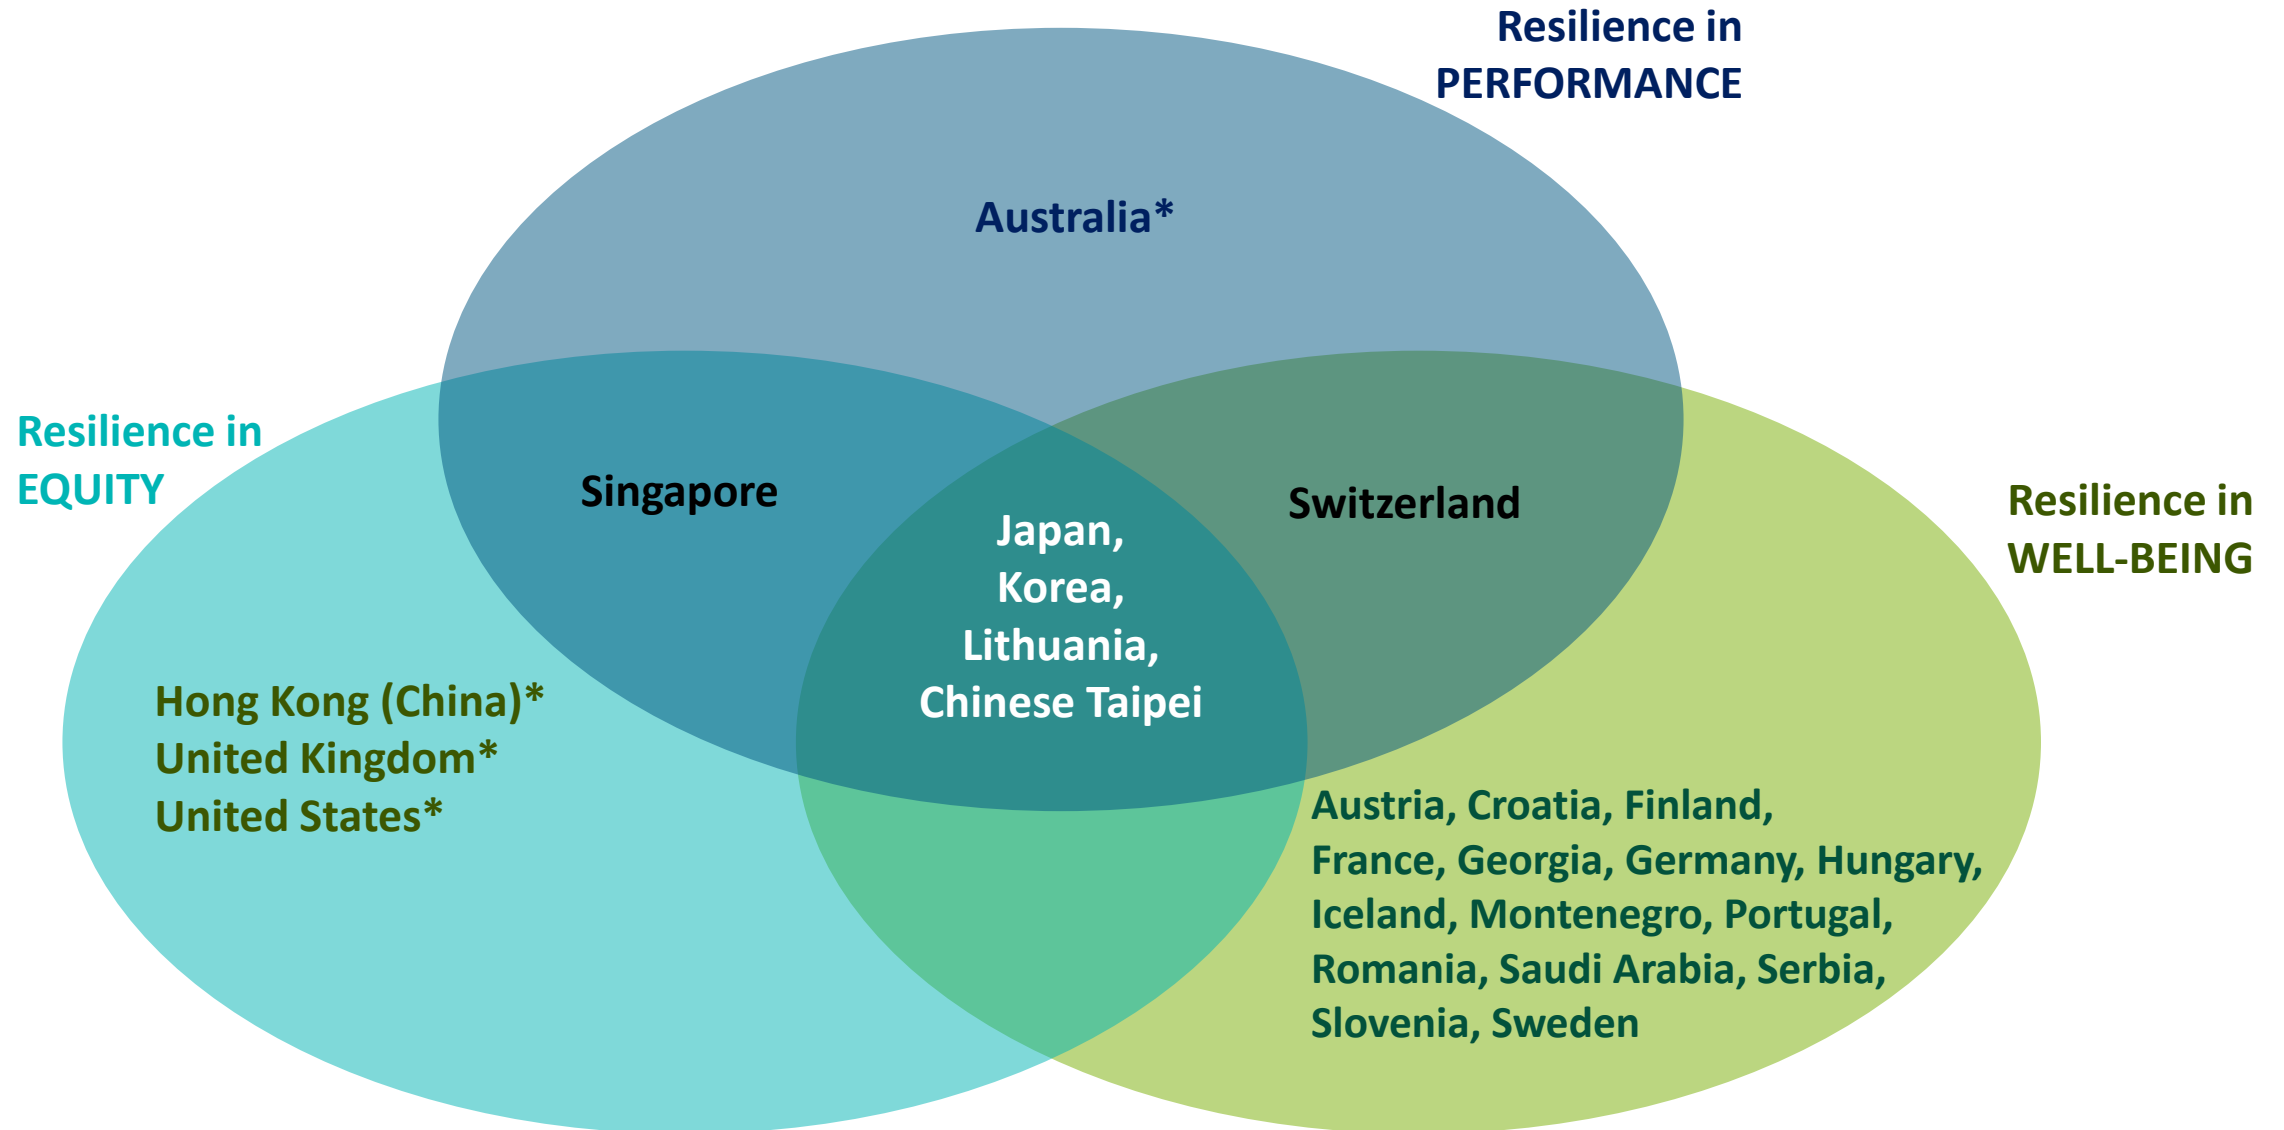 Resilience in
PERFORMANCE
Australia*
Resilience in
EQUITY
Singapore
Switzerland
Resilience in
WELL-BEING
Japan,
Korea,
Lithuania,
Chinese Taipei
Hong Kong (China)*
United Kingdom*
United States*
Austria, Croatia, Finland,
France, Georgia, Germany, Hungary,
Iceland, Montenegro, Portugal,
Romania, Saudi Arabia, Serbia,
Slovenia, Sweden